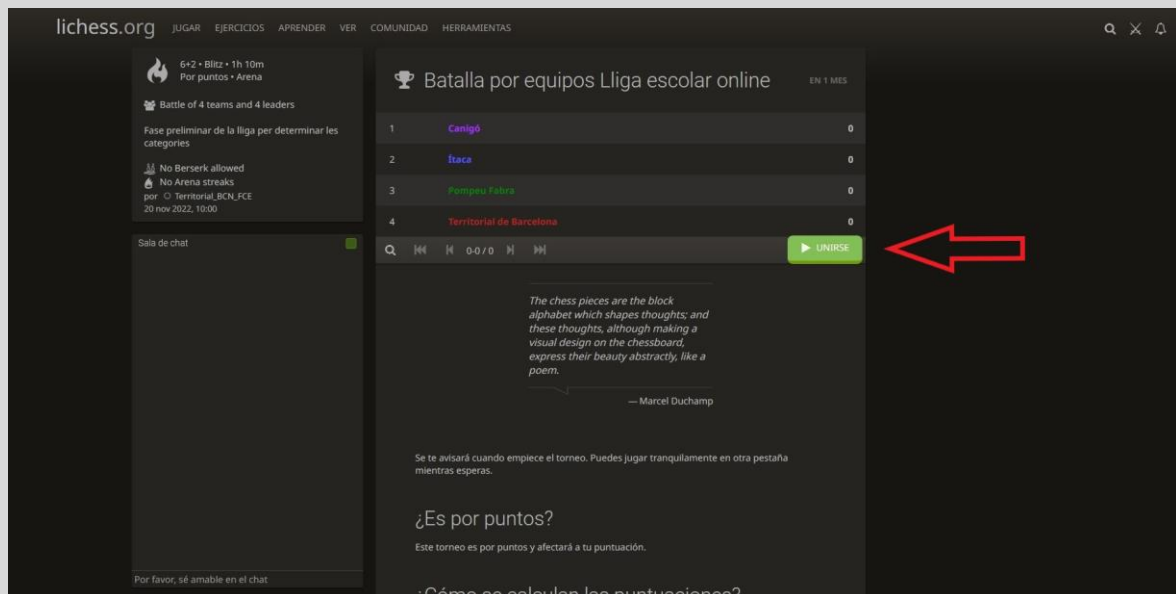 lichess.org JUGAR EJERCICIOS APRENDER VER COMUNIDAD HERRAMIENTAS
6+2 • Blitz • 1h 10m
Por puntos • Arena
Battle of 4 teams and 4 leaders
Fase preliminar de la lliga per determinar les
categories
No Berserk allowed
No Arena streaks
por Territorial_BCN_FCE
20 nov 2022, 10:00
Sala de chat
Por favor, sé amable en el chat
Batalla por equipos Lliga escolar online EN 1 MES
1 Canigó 0
2 Ítaca 0
3 Pompeu Fabra 0
4 Territorial de Barcelona 0
0-0 / 0 UNIRSE
The chess pieces are the block
alphabet which shapes thoughts; and
these thoughts, although making a
visual design on the chessboard,
express their beauty abstractly, like a
poem.
— Marcel Duchamp
Se te avisará cuando empiece el torneo. Puedes jugar tranquilamente en otra pestaña
mientras esperas.
¿Es por puntos?
Este torneo es por puntos y afectará a tu puntuación.
¿Cómo se calculan las puntuaciones?